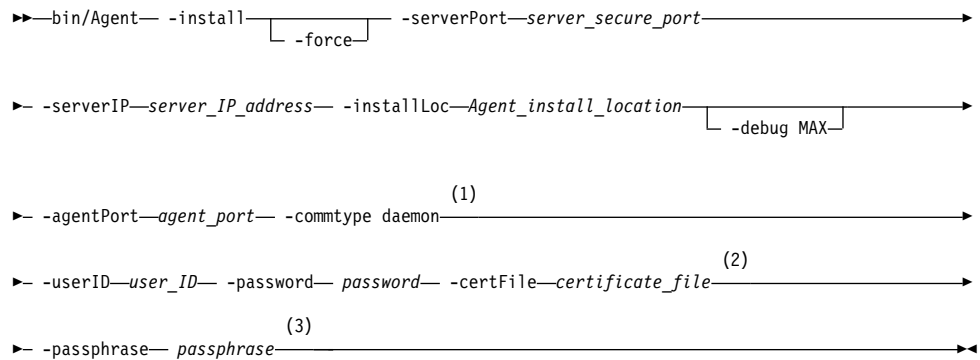 bin/Agent -install -serverPort server_secure_port
-force
-serverIP server_IP_address -installLoc Agent_install_location
-debug MAX
(1)
-agentPort agent_port -commtype daemon
(2)
-userID user_ID -password password -certFile certificate_file
(3)
-passphrase passphrase